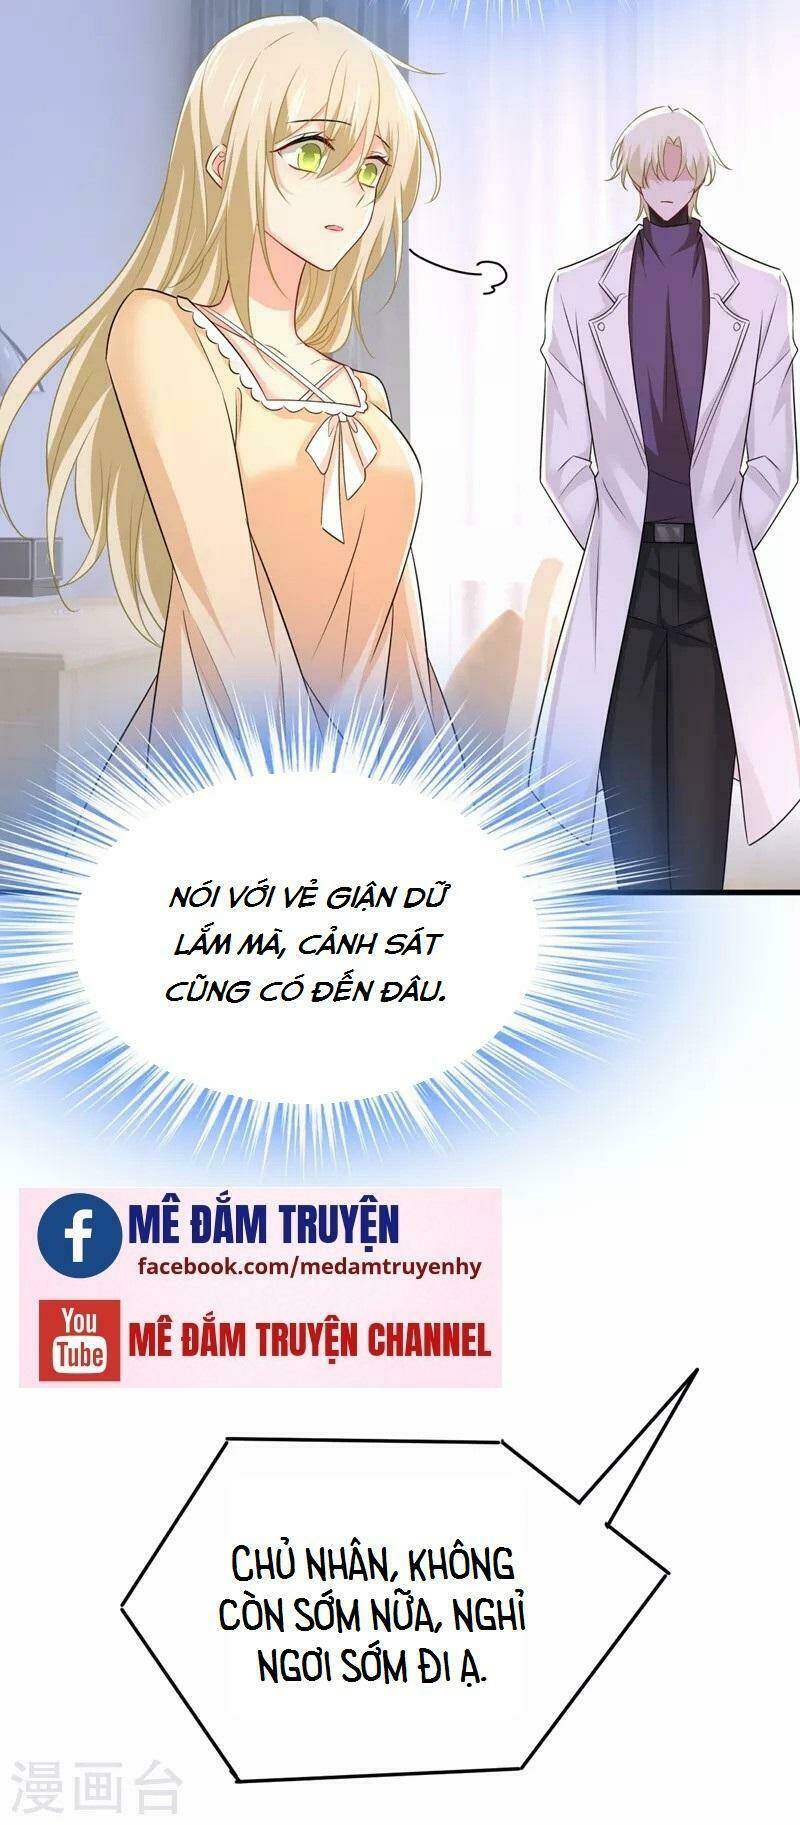 NÓI VỚI VẺ GIẬN DỮ
LẮM MÀ, CẢNH SÁT
CŨNG CÓ ĐẾN ĐÂU.
f MÊ ĐẮM TRUYỆN
facebook.com/medamtruyenhy
You
Tube
MÊ ĐẮM TRUYỆN CHANNEL
CHỦ NHÂN, KHÔNG
CÒN SỚM NỮA, NGHỈ
NGƠI SỚM ĐI Ạ.
漫画台